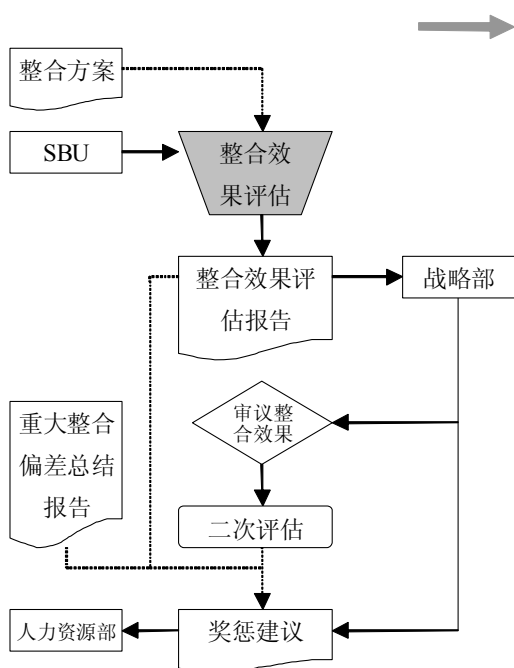 整合方案
SBU
整合效
果评估
整合效果评
估报告
战略部
审议整
合效果
重大整合
偏差总结
报告
二次评估
人力资源部
奖惩建议